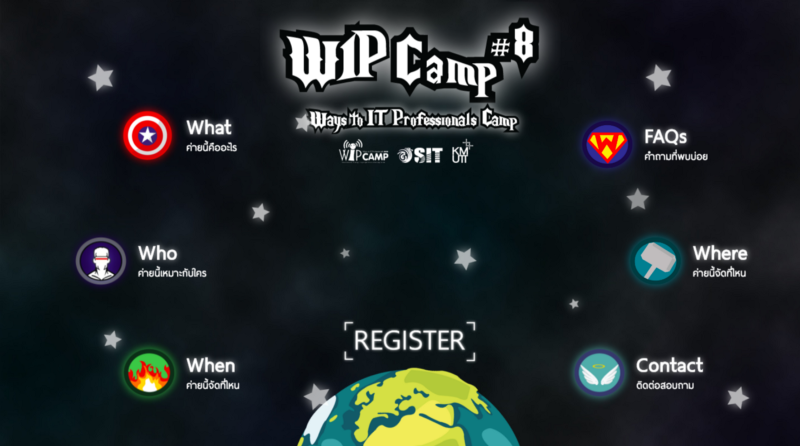 WIP Camp #8
Ways to IT Professionals Camp
WIP CAMP
SIT
KMUTT
What
ค่ายนี้คืออะไร
FAQs
คำถามที่พบบ่อย
Who
ค่ายนี้เหมาะกับใคร
Where
ค่ายนี้จัดที่ไหน
REGISTER
When
ค่ายนี้จัดที่ไหน
Contact
ติดต่อสอบถาม